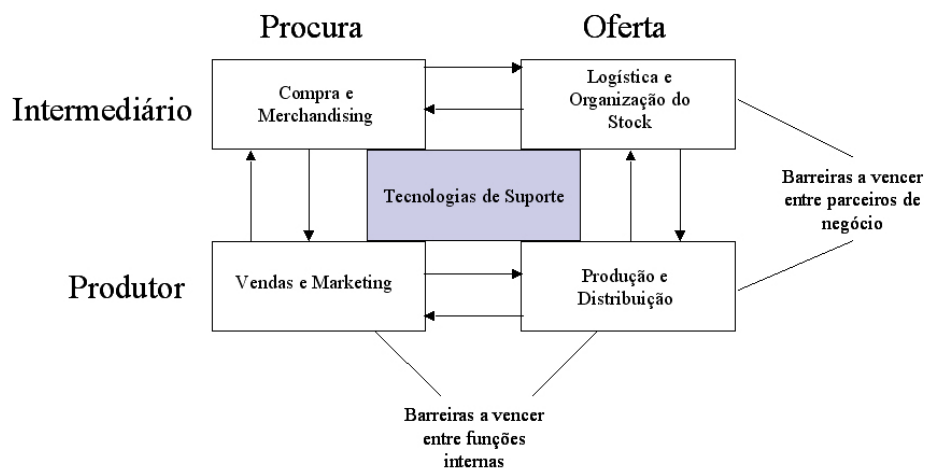 Procura
Oferta
Intermediário
Compra e
Merchandising
Logística e
Organização do
Stock
Tecnologias de Suporte
Barreiras a vencer
entre parceiros de
negócio
Produtor
Vendas e Marketing
Produção e
Distribuição
Barreiras a vencer
entre funções
internas